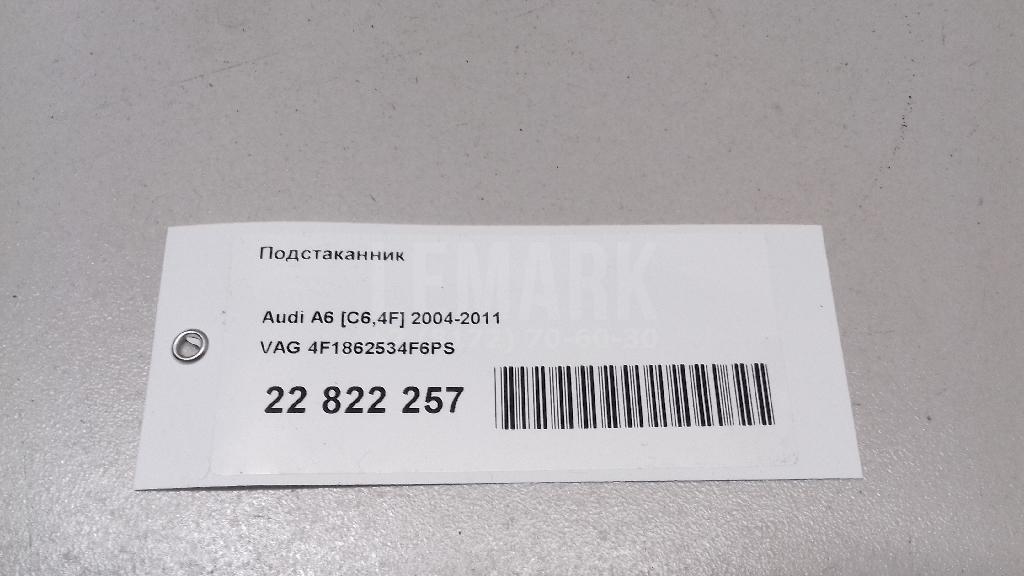 Подстаканник
Audi A6 [C6,4F] 2004-2011
VAG 4F1862534F6PS
22 822 257